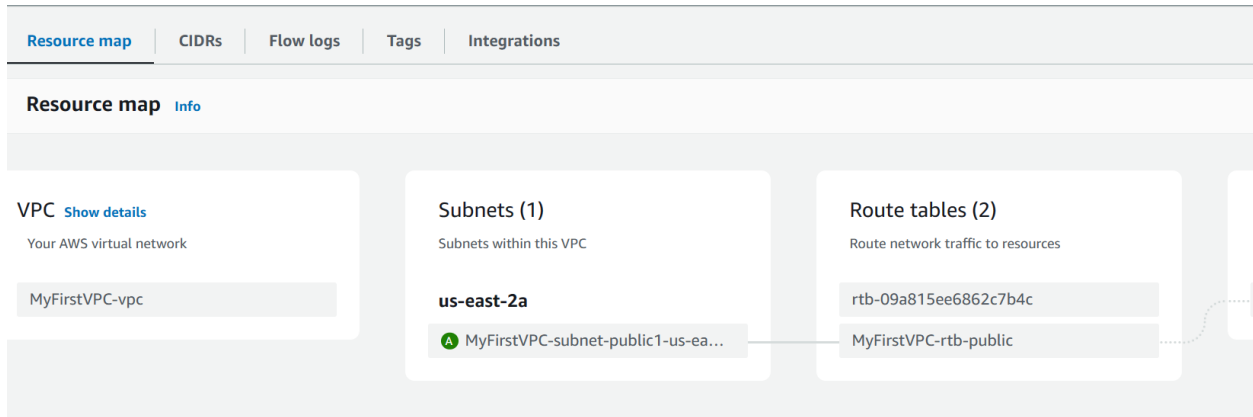 Resource map CIDRs Flow logs Tags Integrations
Resource map Info
VPC Show details
Your AWS virtual network
MyFirstVPC-vpc
Subnets (1)
Subnets within this VPC
us-east-2a
A MyFirstVPC-subnet-public1-us-ea...
Route tables (2)
Route network traffic to resources
rtb-09a815ee6862c7b4c
MyFirstVPC-rtb-public